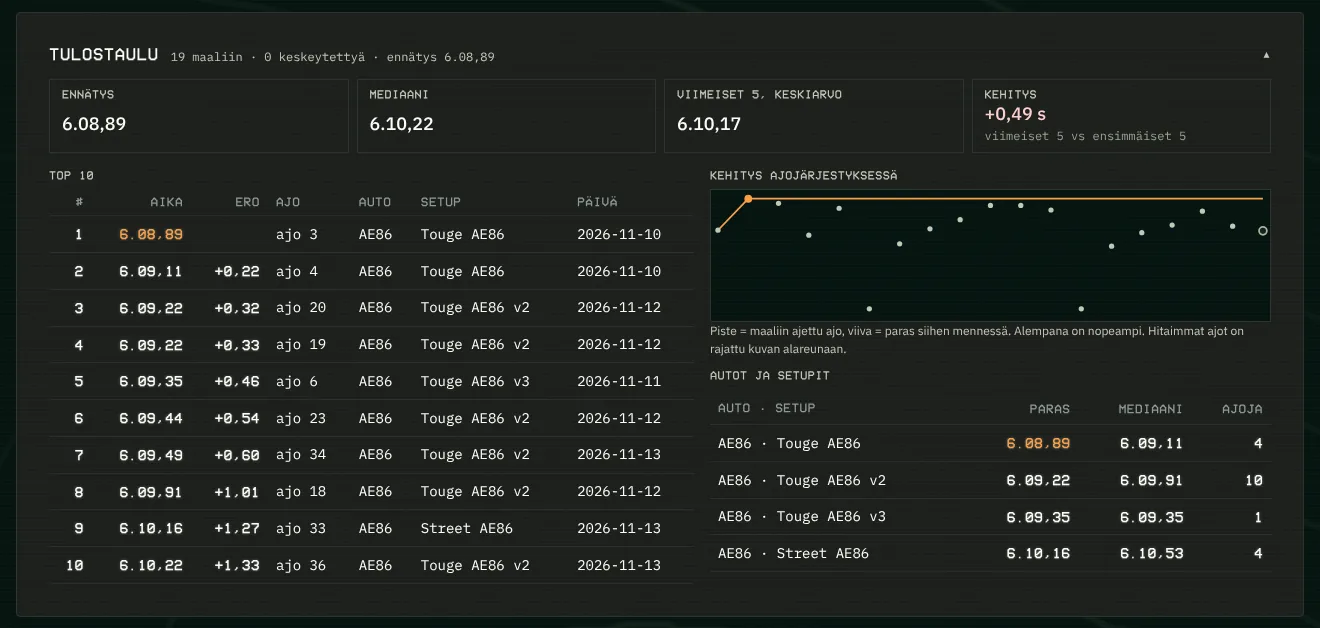 TULOSTAULU 19 maaliin · 0 keskeytettyä · ennätys 6.08,89 ▲
ENNÄTYS
6.08,89
MEDIAANI
6.10,22
VIIMEISET 5, KESKIARVO
6.10,17
KEHITYS
+0,49 s
viimeiset 5 vs ensimmäiset 5
TOP 10
# AIKA ERO AJO AUTO SETUP PÄIVÄ
1 6.08,89 ajo 3 AE86 Touge AE86 2026-11-10
2 6.09,11 +0,22 ajo 4 AE86 Touge AE86 2026-11-10
3 6.09,22 +0,32 ajo 20 AE86 Touge AE86 v2 2026-11-12
4 6.09,22 +0,33 ajo 19 AE86 Touge AE86 v2 2026-11-12
5 6.09,35 +0,46 ajo 6 AE86 Touge AE86 v3 2026-11-11
6 6.09,44 +0,54 ajo 23 AE86 Touge AE86 v2 2026-11-12
7 6.09,49 +0,60 ajo 34 AE86 Touge AE86 v2 2026-11-13
8 6.09,91 +1,01 ajo 18 AE86 Touge AE86 v2 2026-11-12
9 6.10,16 +1,27 ajo 33 AE86 Street AE86 2026-11-13
10 6.10,22 +1,33 ajo 36 AE86 Touge AE86 v2 2026-11-13
KEHITYS AJOJÄRJESTYKSESSÄ
Piste = maaliin ajettu ajo, viiva = paras siihen mennessä. Alempana on nopeampi. Hitaimmat ajot on
rajattu kuvan alareunaan.
AUTOT JA SETUPIT
AUTO · SETUP PARAS MEDIAANI AJOJA
AE86 · Touge AE86 6.08,89 6.09,11 4
AE86 · Touge AE86 v2 6.09,22 6.09,91 10
AE86 · Touge AE86 v3 6.09,35 6.09,35 1
AE86 · Street AE86 6.10,16 6.10,53 4